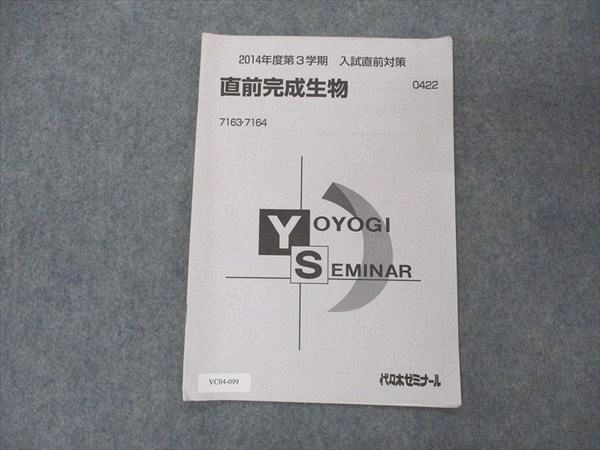 2014年度第3学期 入試直前対策
直前完成生物 0422
7163・7164
YOYOGI
SEMINAR
代々木ゼミナール
VC04-099